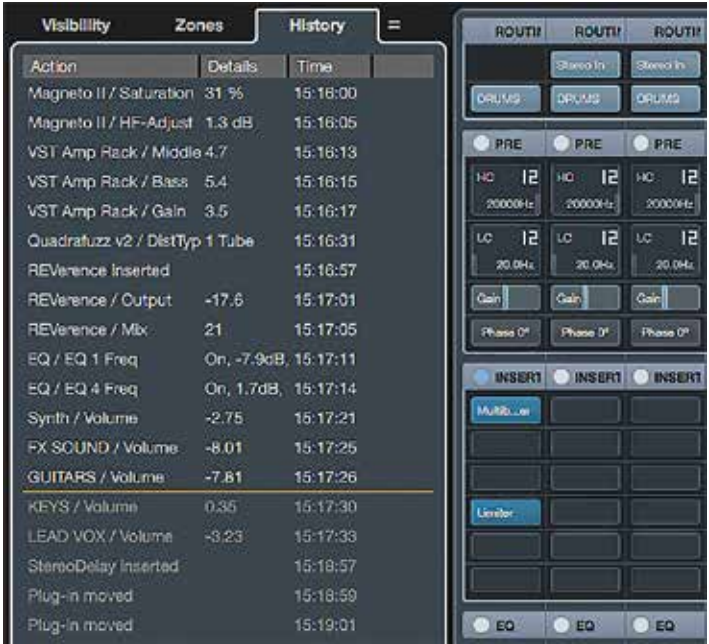 Visibility Zones History =
Action Details Time
Magneto II / Saturation 31 % 15:16:00
Magneto II / HF-Adjust 1.3 dB 15:16:05
VST Amp Rack / Middle 4.7 15:16:13
VST Amp Rack / Bass 5.4 15:16:15
VST Amp Rack / Gain 3.5 15:16:17
Quadrafuzz v2 / DistTyp 1 Tube 15:16:31
REVerence Inserted 15:16:57
REVerence / Output -17.6 15:17:01
REVerence / Mix 21 15:17:05
EQ / EQ 1 Freq On, -7.9dB, 15:17:11
EQ / EQ 4 Freq On, 1.7dB, 15:17:14
Synth / Volume -2.75 15:17:21
FX SOUND / Volume -8.01 15:17:25
GUITARS / Volume -7.81 15:17:26
KEYS / Volume 0.35 15:17:30
LEAD VOX / Volume -3.23 15:17:33
StereoDelay Inserted 15:18:57
Plug-in moved 15:18:59
Plug-in moved 15:19:01
ROUTI ROUTI ROUTI
Stereo In Stereo In
DRUMS DRUMS DRUMS
PRE PRE PRE
HC 12 HC 12 HC 12
20000Hz 20000Hz 20000Hz
LC 12 LC 12 LC 12
20.0Hz 20.0Hz 20.0Hz
Gain Gain Gain
Phase 0° Phase 0° Phase 0°
INSERT INSERT INSERT
Multib...er
Limiter
EQ EQ EQ